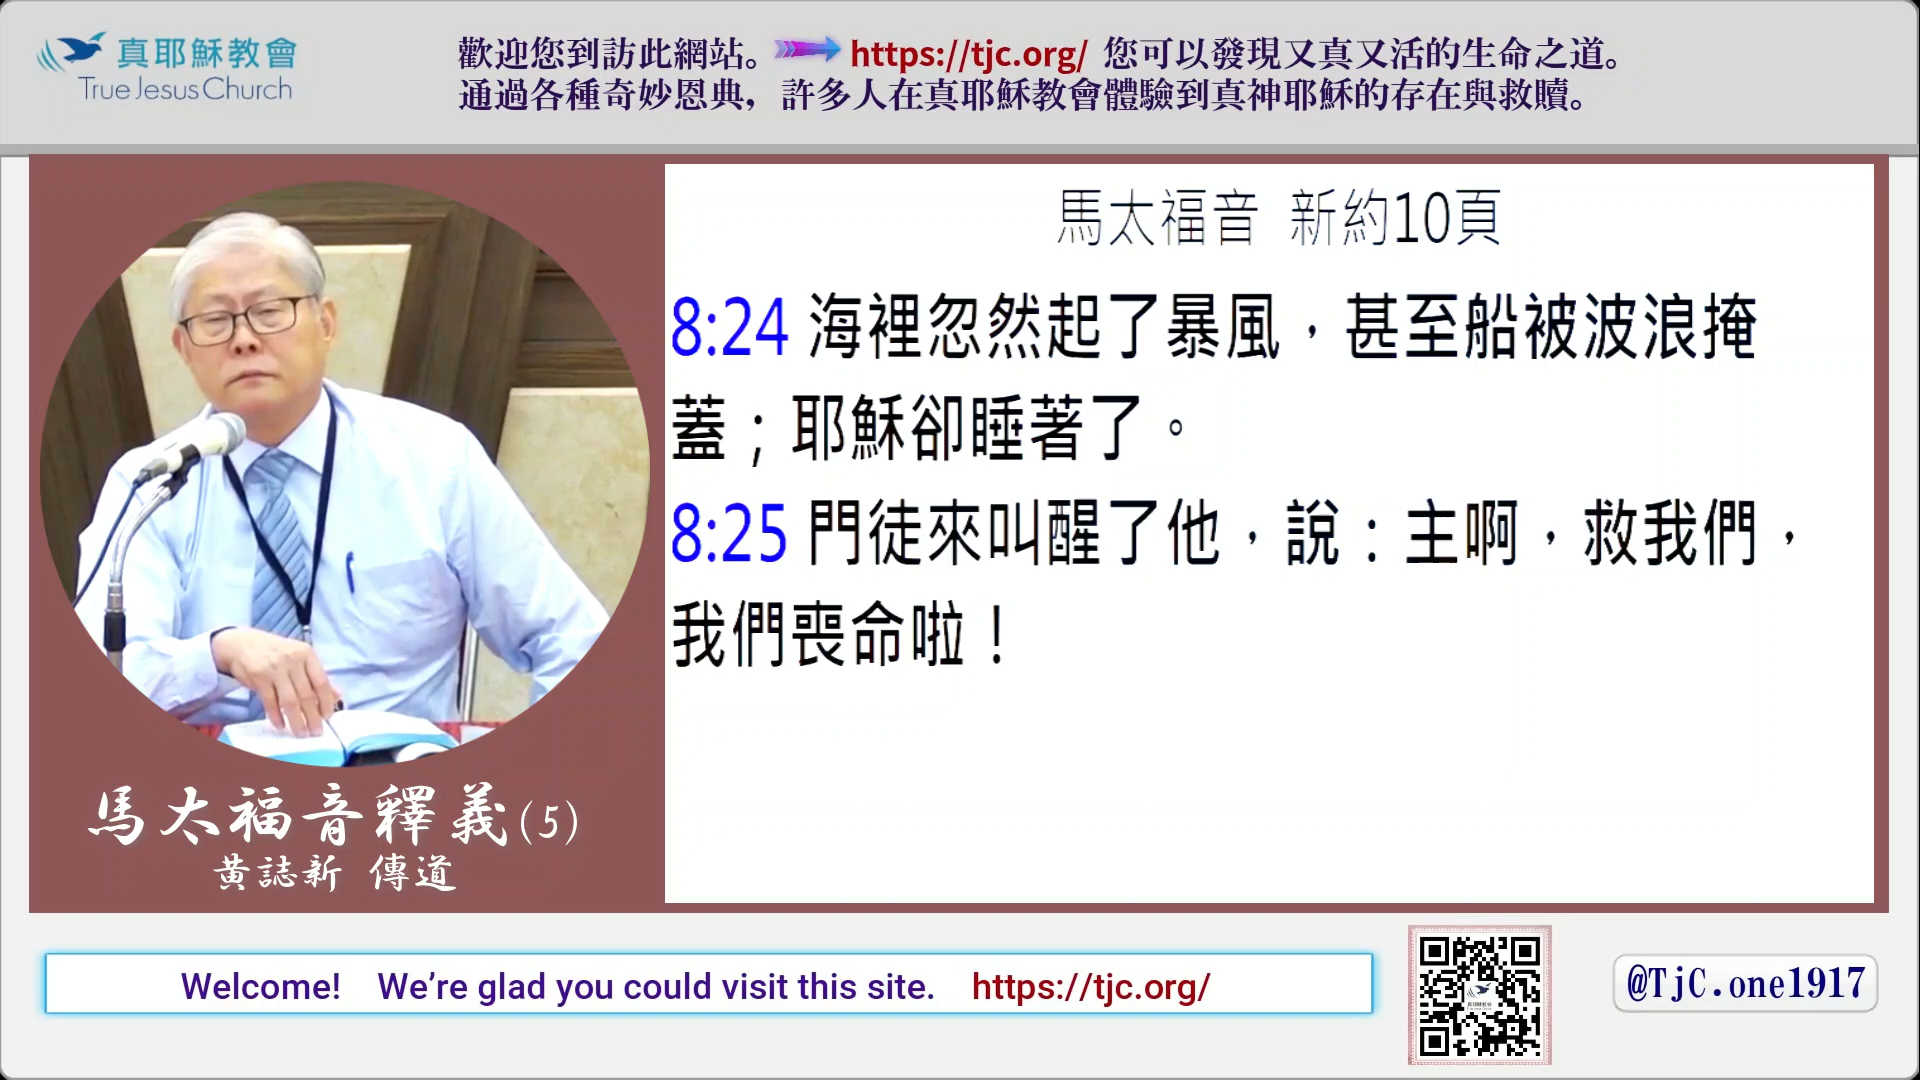 真耶穌教會
True Jesus Church
歡迎您到訪此網站。 https://tjc.org/ 您可以發現又真又活的生命之道。
通過各種奇妙恩典，許多人在真耶穌教會體驗到真神耶穌的存在與救贖。
馬太福音 新約10頁
8:24 海裡忽然起了暴風，甚至船被波浪掩
蓋；耶穌卻睡著了。
8:25 門徒來叫醒了他，說：主啊，救我們，
我們喪命啦！
馬太福音釋義(5)
黃誌新 傳道
Welcome! We’re glad you could visit this site. https://tjc.org/
真耶穌教會
@TjC.one1917